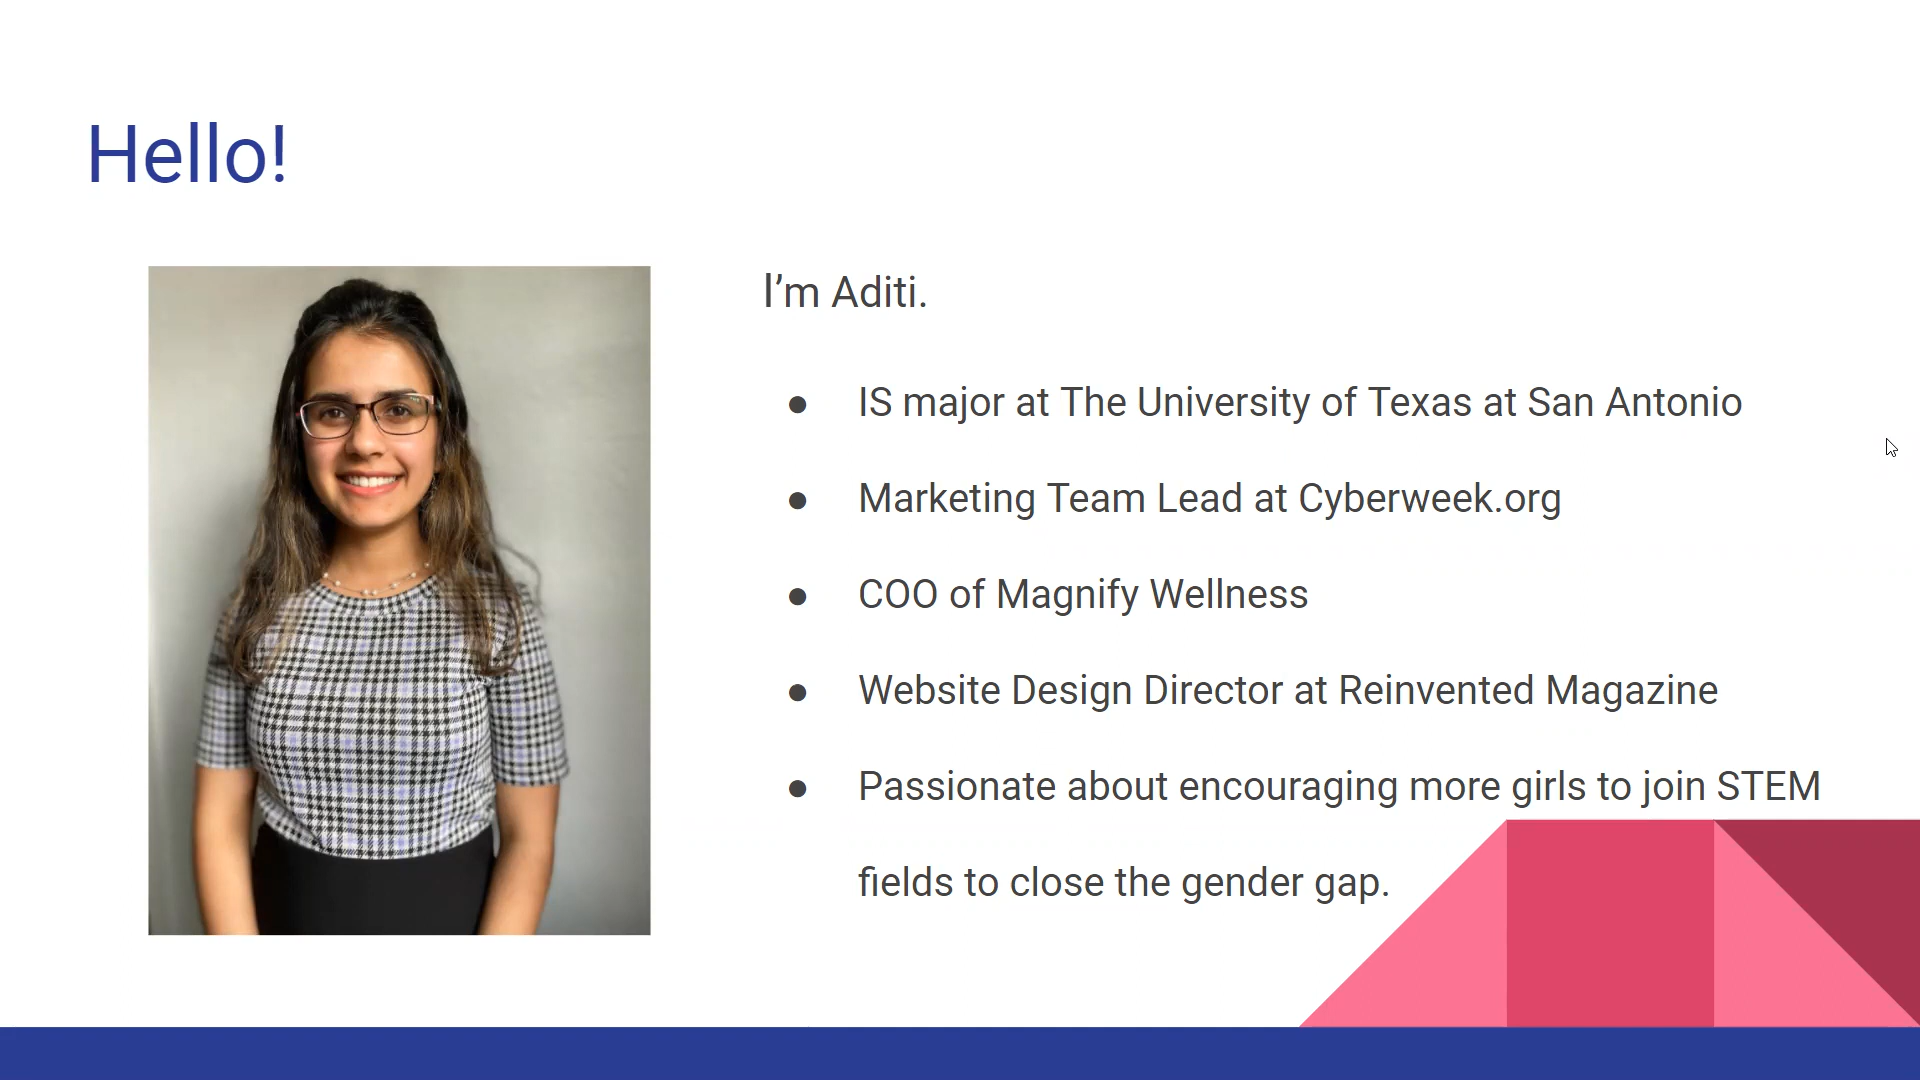 Hello!
I’m Aditi.
● IS major at The University of Texas at San Antonio
● Marketing Team Lead at Cyberweek.org
● COO of Magnify Wellness
● Website Design Director at Reinvented Magazine
● Passionate about encouraging more girls to join STEM
fields to close the gender gap.